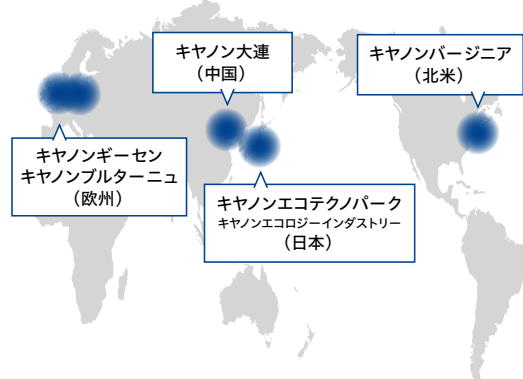 キヤノン大連
（中国）
キヤノンバージニア
（北米）
キヤノンギーセン
キヤノンブルターニュ
（欧州）
キヤノンエコテクノパーク
キヤノンエコロジーインダストリー
（日本）